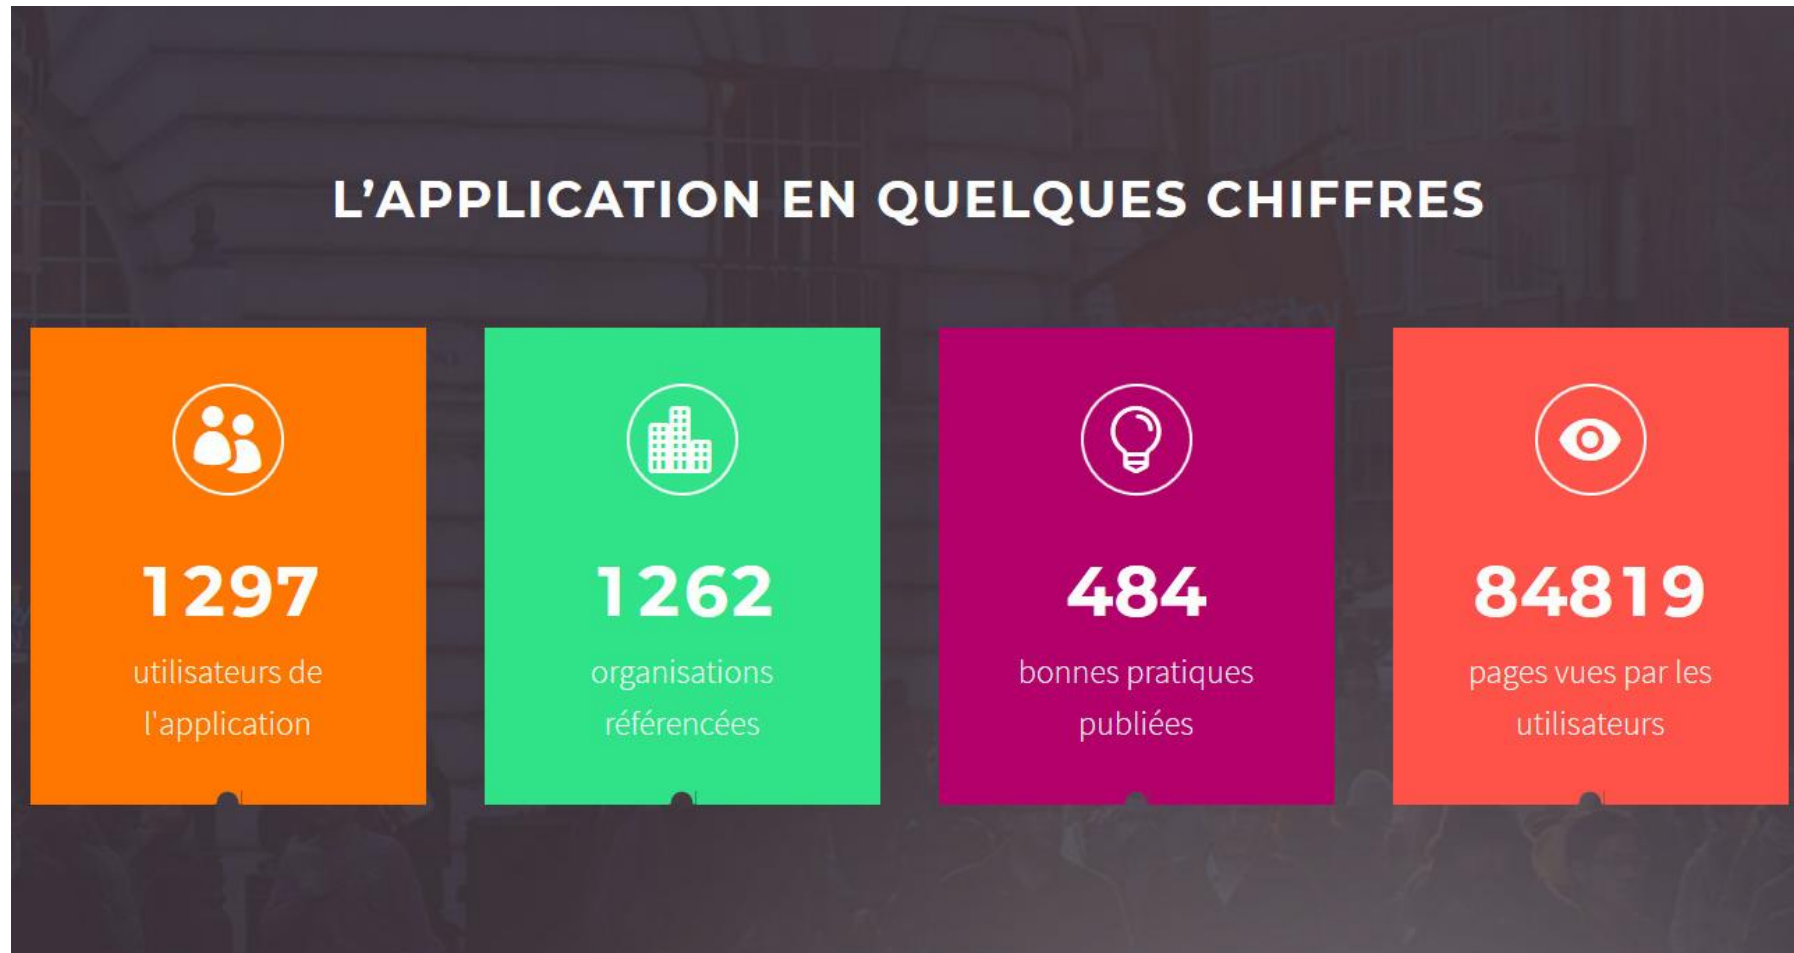 L’APPLICATION EN QUELQUES CHIFFRES
1297
utilisateurs de
l'application
1262
organisations
référencées
484
bonnes pratiques
publiées
84819
pages vues par les
utilisateurs